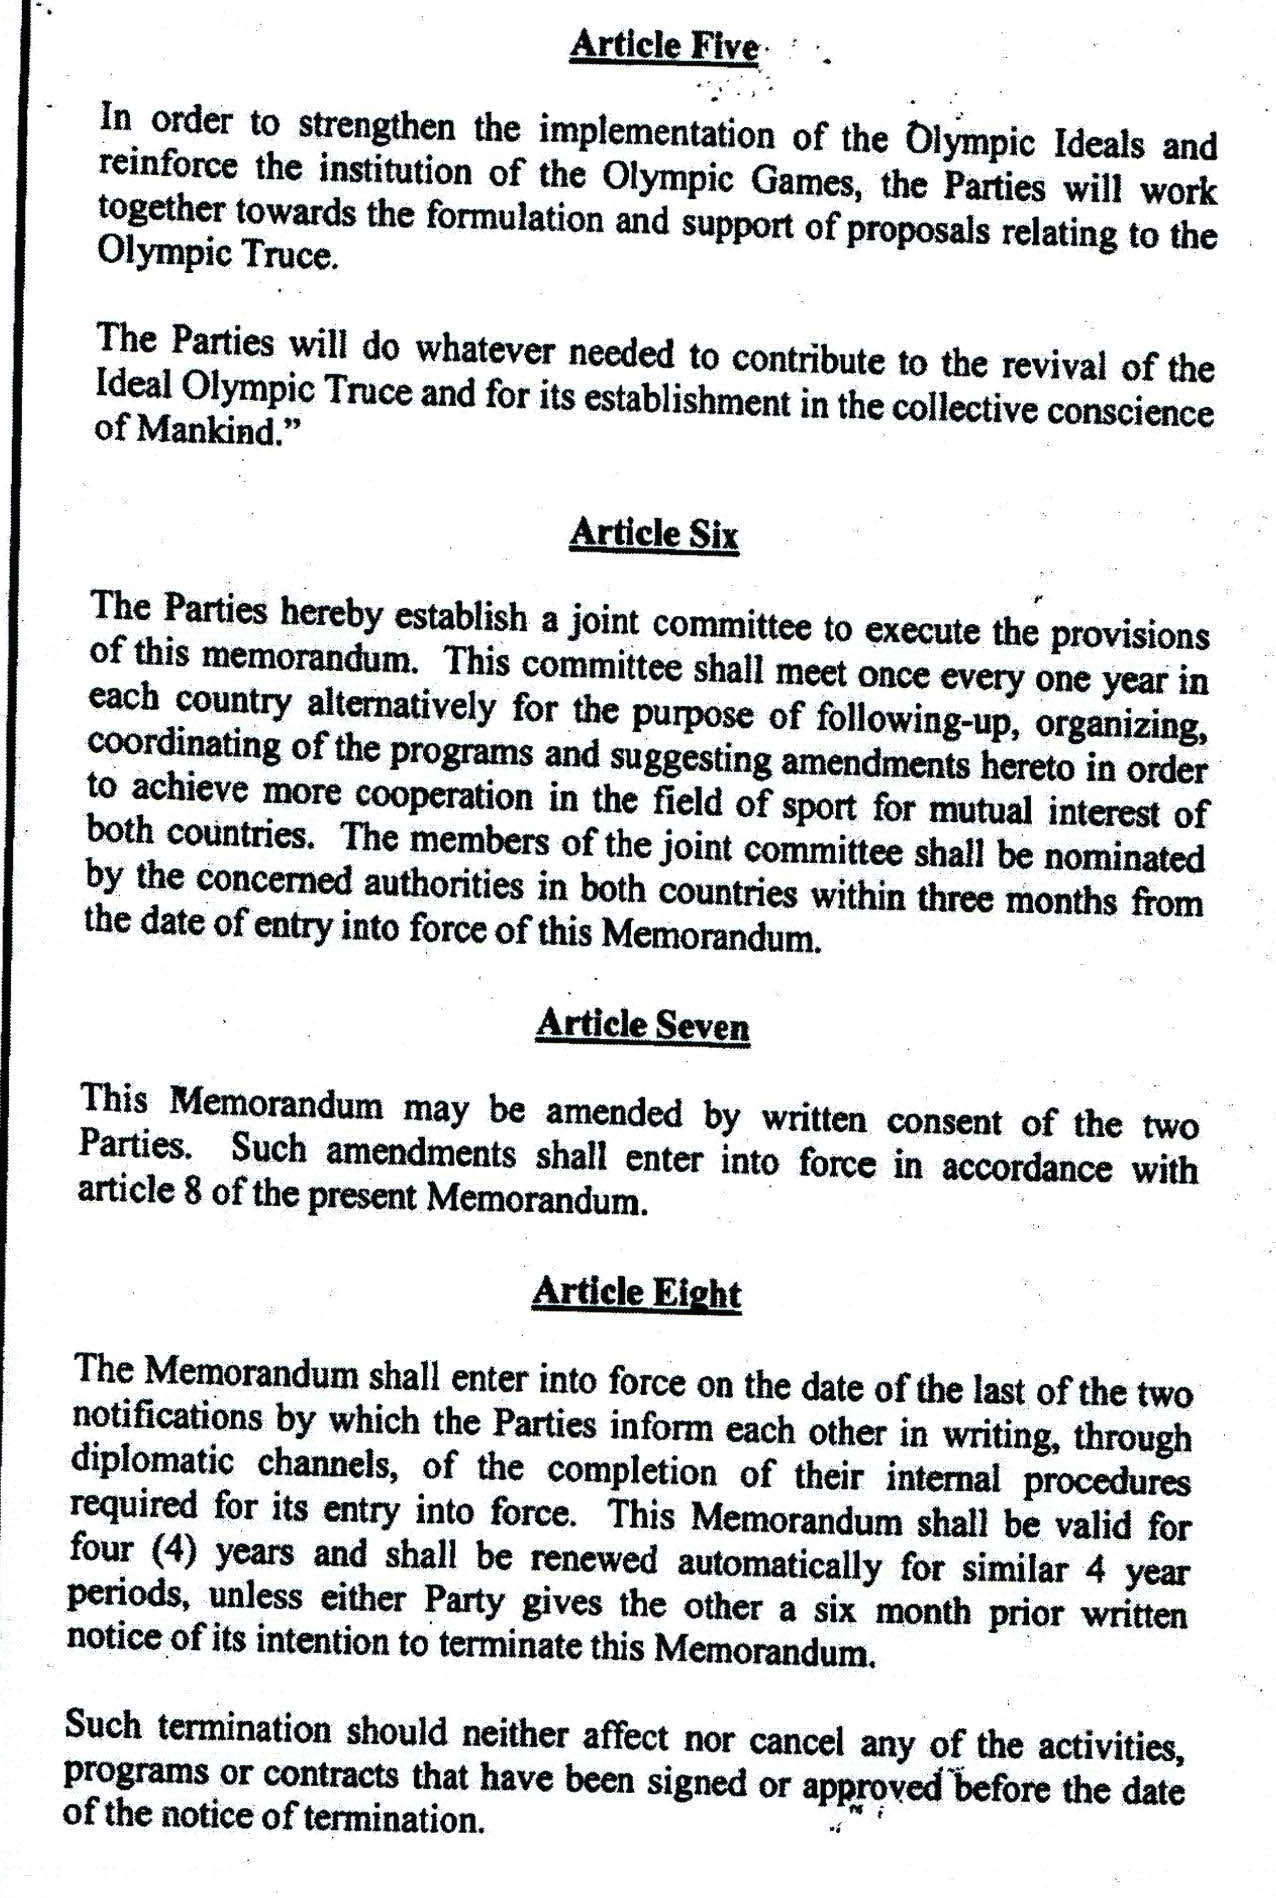 Article Five
In order to strengthen the implementation of the Olympic Ideals and
reinforce the institution of the Olympic Games, the Parties will work
together towards the formulation and support of proposals relating to the
Olympic Truce.
The Parties will do whatever needed to contribute to the revival of the
Ideal Olympic Truce and for its establishment in the collective conscience
of Mankind.”
Article Six
The Parties hereby establish a joint committee to execute the provisions
of this memorandum. This committee shall meet once every one year in
each country alternatively for the purpose of following-up, organizing,
coordinating of the programs and suggesting amendments hereto in order
to achieve more cooperation in the field of sport for mutual interest of
both countries. The members of the joint committee shall be nominated
by the concerned authorities in both countries within three months from
the date of entry into force of this Memorandum.
Article Seven
This Memorandum may be amended by written consent of the two
Parties. Such amendments shall enter into force in accordance with
article 8 of the present Memorandum.
Article Eight
The Memorandum shall enter into force on the date of the last of the two
notifications by which the Parties inform each other in writing, through
diplomatic channels, of the completion of their internal procedures
required for its entry into force. This Memorandum shall be valid for
four (4) years and shall be renewed automatically for similar 4 year
periods, unless either Party gives the other a six month prior written
notice of its intention to terminate this Memorandum.
Such termination should neither affect nor cancel any of the activities,
programs or contracts that have been signed or approved before the date
of the notice of termination.